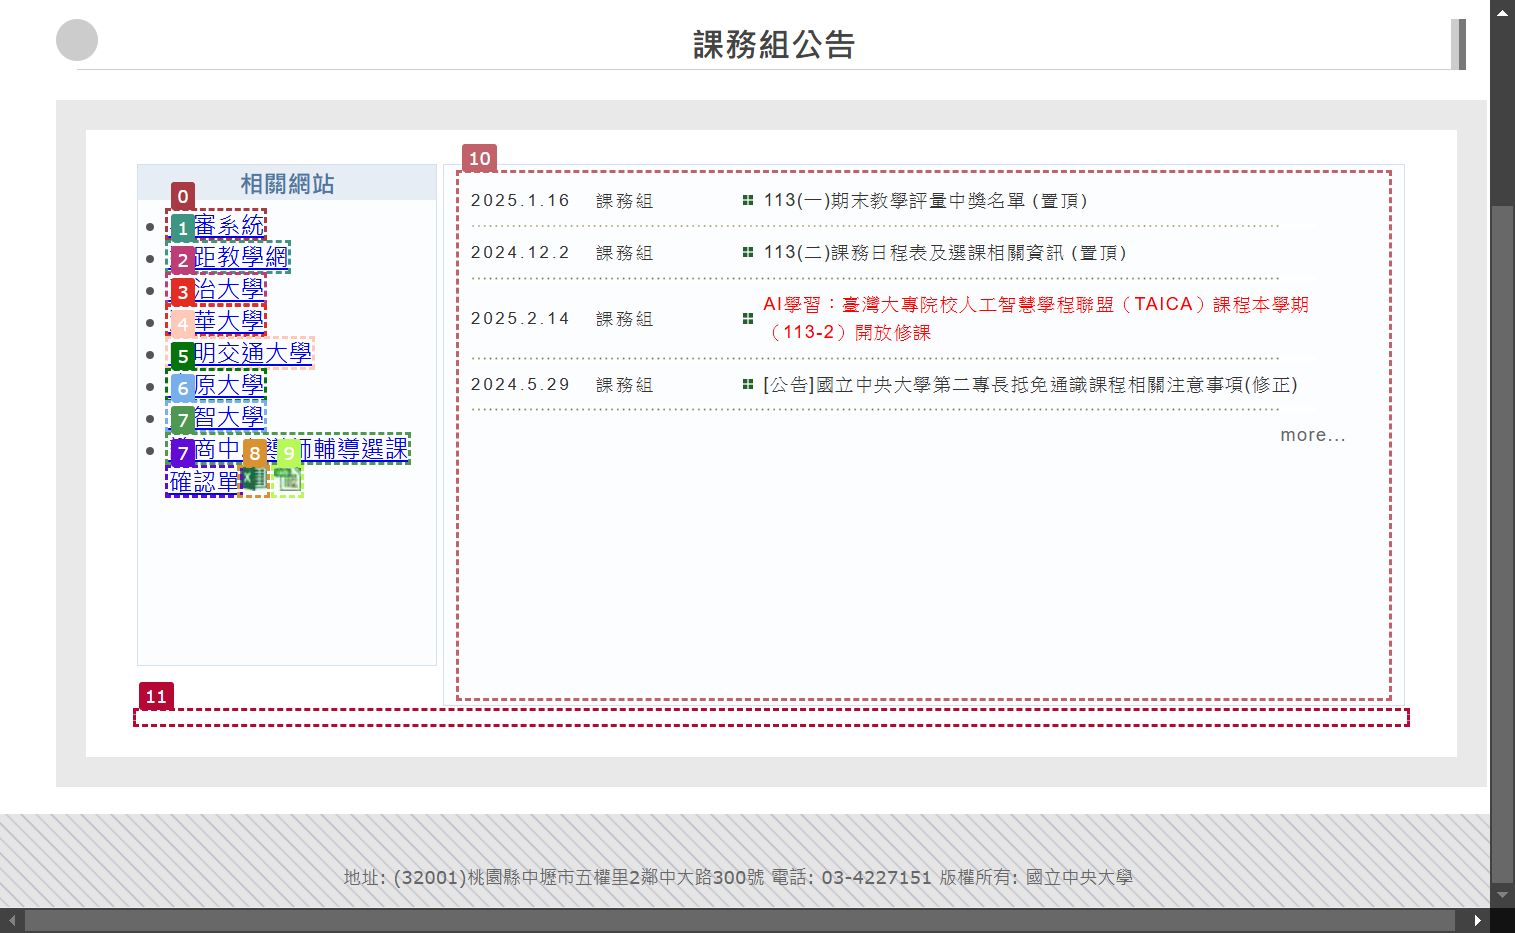 課務組公告
相關網站
0
審系統
1
距教學網
2
治大學
3
華大學
4
明交通大學
5
原大學
6
智大學
7
商中
師輔導選課
7
8
9
確認單
10
2025.1.16 課務組 113(一)期末教學評量中獎名單 (置頂)
2024.12.2 課務組 113(二)課務日程表及選課相關資訊 (置頂)
2025.2.14 課務組 AI學習：臺灣大專院校人工智慧學程聯盟（TAICA）課程本學期
（113-2）開放修課
2024.5.29 課務組 [公告]國立中央大學第二專長抵免通識課程相關注意事項(修正)
more...
11
地址: (32001)桃園縣中壢市五權里2鄰中大路300號 電話: 03-4227151 版權所有: 國立中央大學